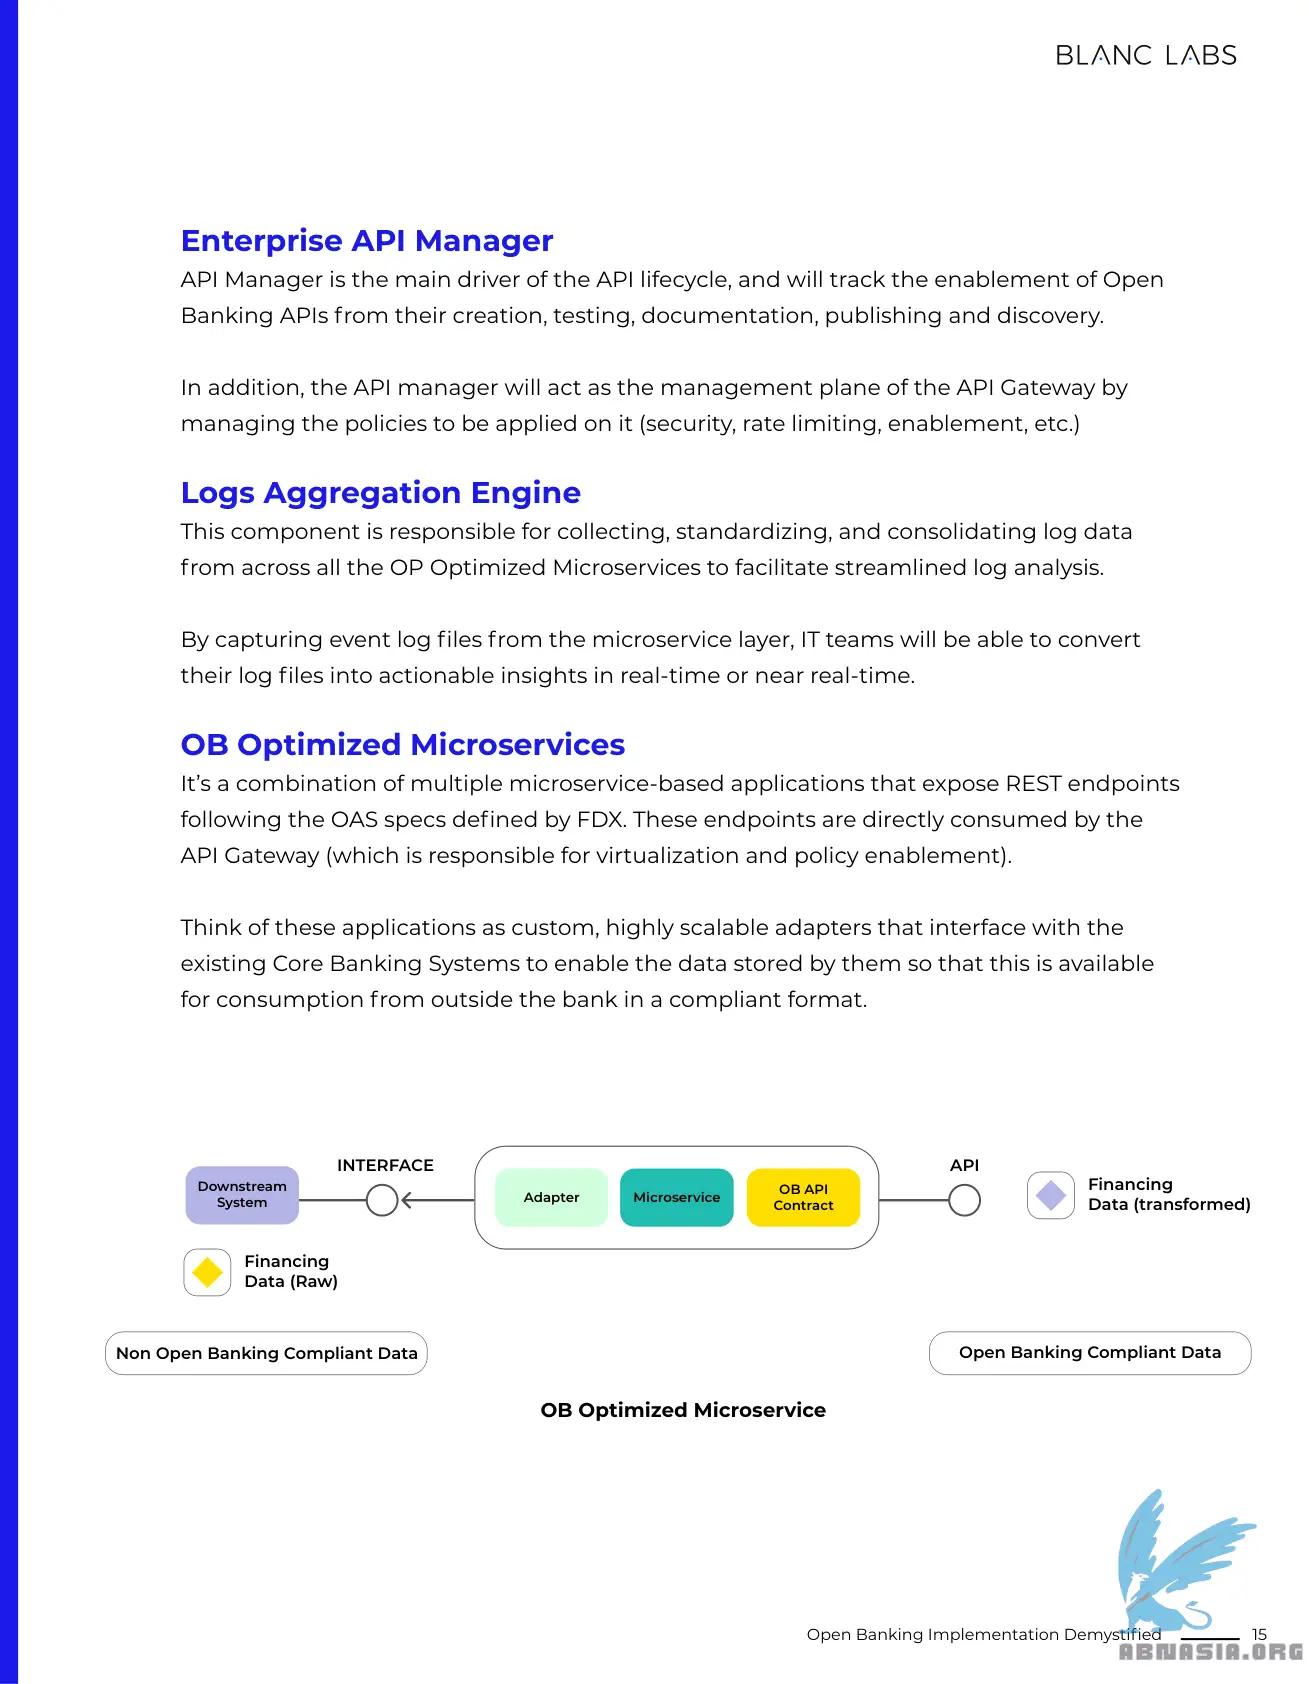 BLANC LABS
Enterprise API Manager
API Manager is the main driver of the API lifecycle, and will track the enablement of Open
Banking APIs from their creation, testing, documentation, publishing and discovery.
In addition, the API manager will act as the management plane of the API Gateway by
managing the policies to be applied on it (security, rate limiting, enablement, etc.)
Logs Aggregation Engine
This component is responsible for collecting, standardizing, and consolidating log data
from across all the OP Optimized Microservices to facilitate streamlined log analysis.
By capturing event log files from the microservice layer, IT teams will be able to convert
their log files into actionable insights in real-time or near real-time.
OB Optimized Microservices
It’s a combination of multiple microservice-based applications that expose REST endpoints
following the OAS specs defined by FDX. These endpoints are directly consumed by the
API Gateway (which is responsible for virtualization and policy enablement).
Think of these applications as custom, highly scalable adapters that interface with the
existing Core Banking Systems to enable the data stored by them so that this is available
for consumption from outside the bank in a compliant format.
Downstream
System
INTERFACE
Adapter
Microservice
OB API
Contract
API
Financing
Data (transformed)
Financing
Data (Raw)
Non Open Banking Compliant Data
Open Banking Compliant Data
OB Optimized Microservice
Open Banking Implementation Demystified 15
ABNASIA.ORG